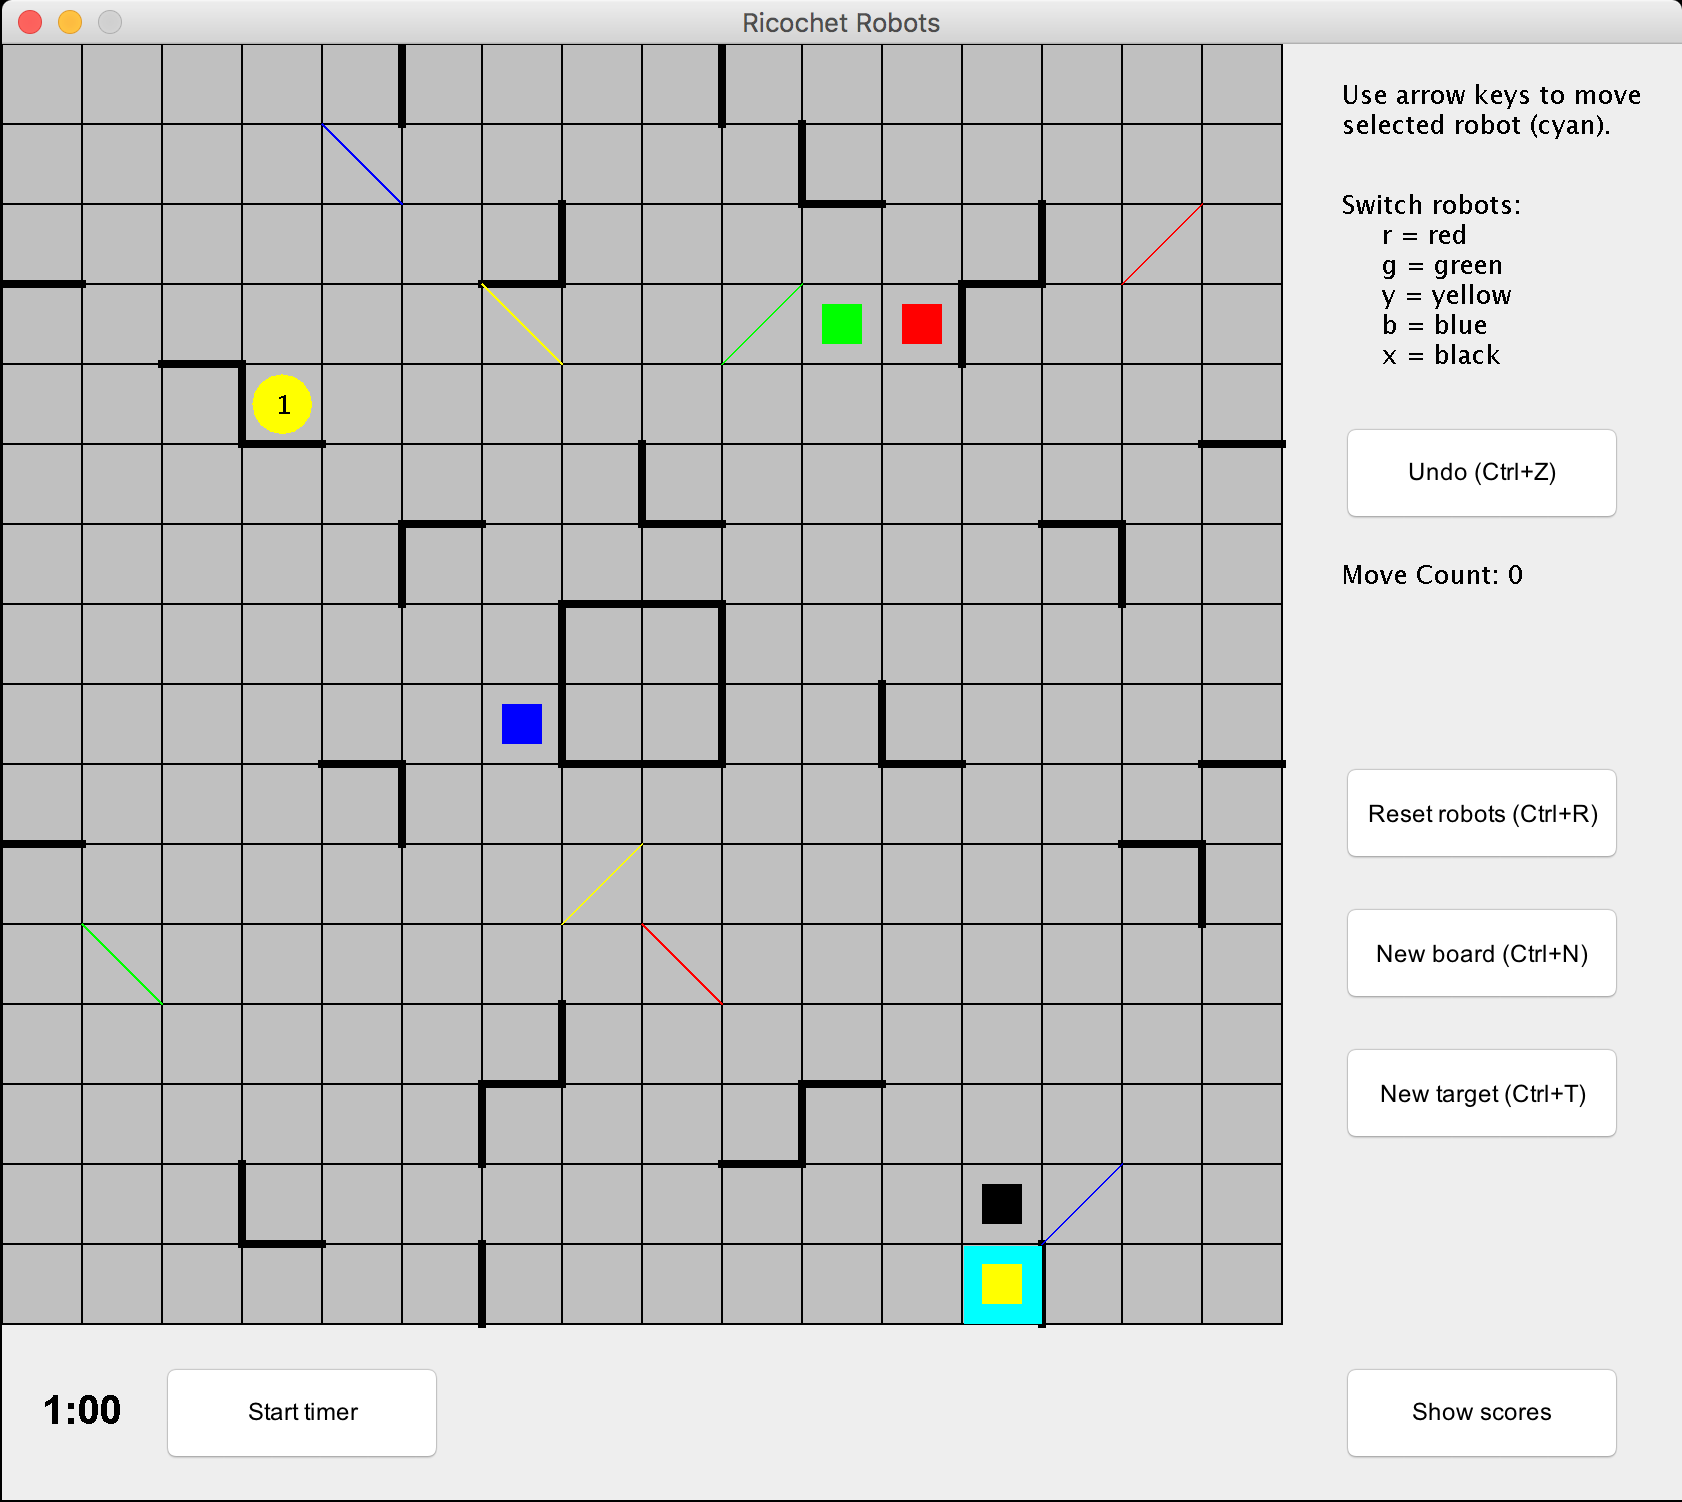 Ricochet Robots
Use arrow keys to move
selected robot (cyan).
Switch robots:
r = red
g = green
y = yellow
b = blue
x = black
1
Undo (Ctrl+Z)
Move Count: 0
Reset robots (Ctrl+R)
New board (Ctrl+N)
New target (Ctrl+T)
1:00
Start timer
Show scores